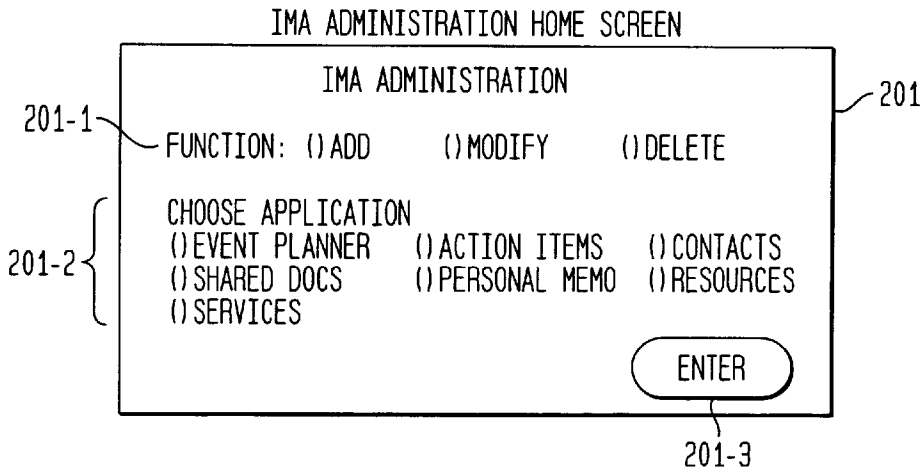 IMA ADMINISTRATION HOME SCREEN
IMA ADMINISTRATION
201
201-1
FUNCTION: ()ADD ()MODIFY ()DELETE
CHOOSE APPLICATION
201-2
()EVENT PLANNER ()ACTION ITEMS ()CONTACTS
()SHARED DOCS ()PERSONAL MEMO ()RESOURCES
()SERVICES
ENTER
201-3